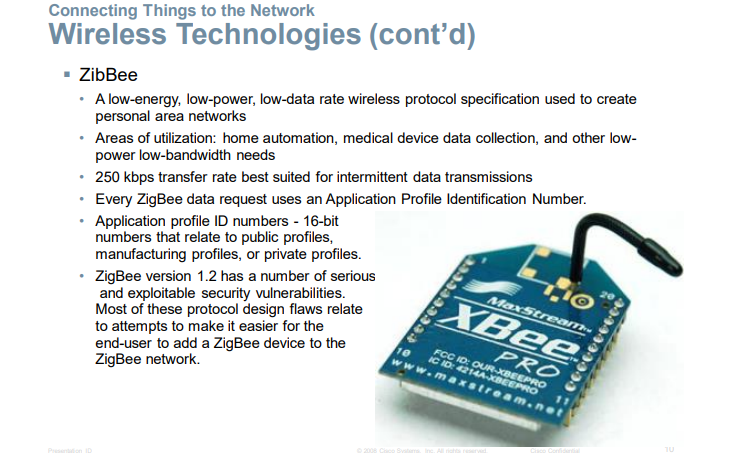 Connecting Things to the Network
Wireless Technologies (cont’d)
▪ ZibBee
• A low-energy, low-power, low-data rate wireless protocol specification used to create
personal area networks
• Areas of utilization: home automation, medical device data collection, and other low-
power low-bandwidth needs
• 250 kbps transfer rate best suited for intermittent data transmissions
• Every ZigBee data request uses an Application Profile Identification Number.
• Application profile ID numbers - 16-bit
numbers that relate to public profiles,
manufacturing profiles, or private profiles.
• ZigBee version 1.2 has a number of serious
and exploitable security vulnerabilities.
Most of these protocol design flaws relate
to attempts to make it easier for the
end-user to add a ZigBee device to the
ZigBee network.
1
20
MaxStream™
XBee™
PRO
10
FCC ID: OUR-XBEEPRO
IC ID: 4214A-XBEEPRO
www.maxstream.net
11
Presentation_ID
© 2008 Cisco Systems, Inc. All rights reserved.
Cisco Confidential